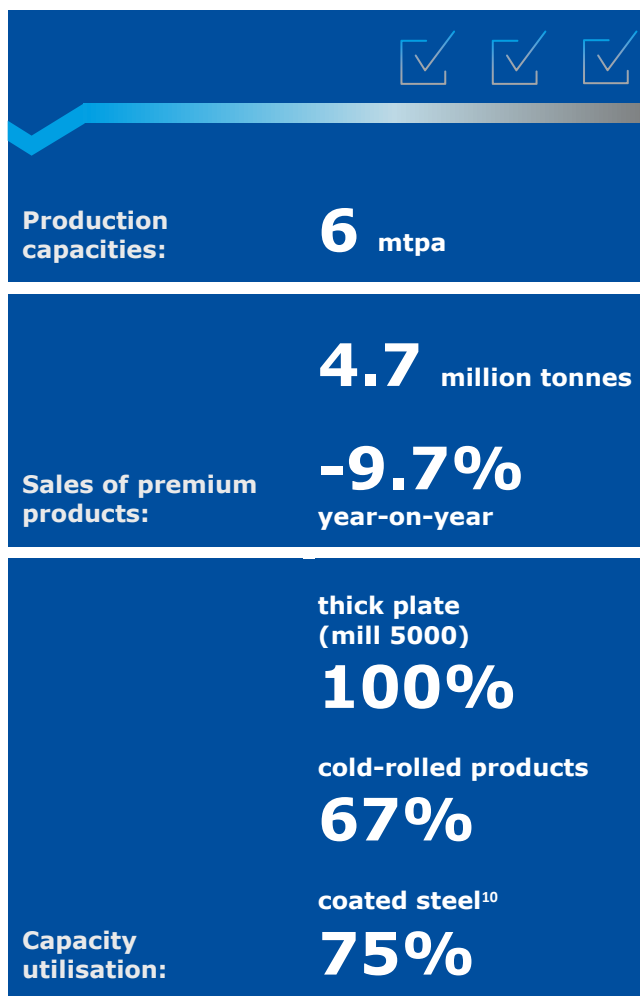 Production
capacities:
6 mtpa
4.7 million tonnes
-9.7%
year-on-year
Sales of premium
products:
thick plate
(mill 5000)
100%
cold-rolled products
67%
coated steel¹⁰
75%
Capacity
utilisation: